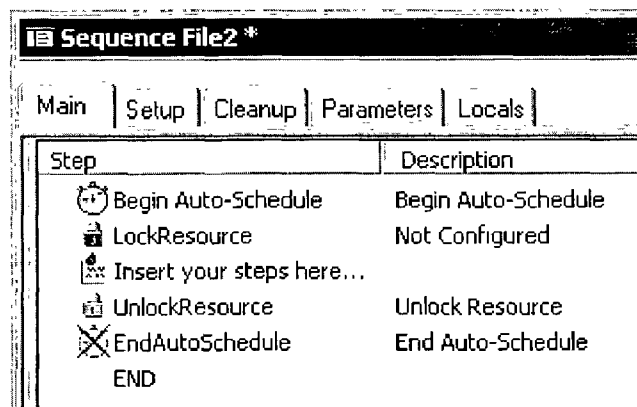 Sequence File2 *
Main Setup Cleanup Parameters Locals
Step Description
Begin Auto-Schedule Begin Auto-Schedule
LockResource Not Configured
Insert your steps here...
UnlockResource Unlock Resource
EndAutoSchedule End Auto-Schedule
END